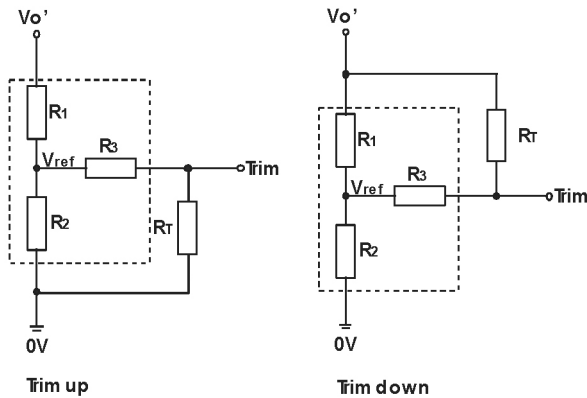 Vo'
R1
R3
Vref
Trim
R2
RT
0V
Trim up
Vo'
R1
RT
R3
Vref
Trim
R2
0V
Trim down